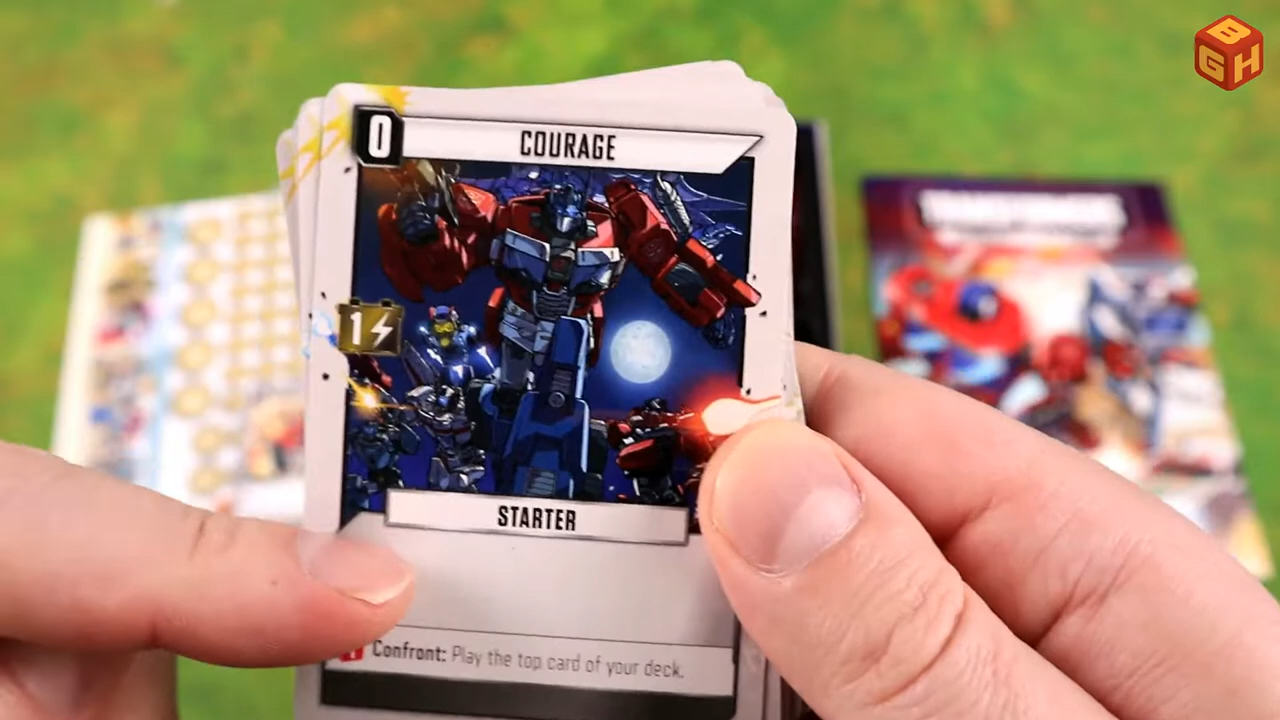 0
COURAGE
1
STARTER
Confront: Play the top card of your deck.
B
G H